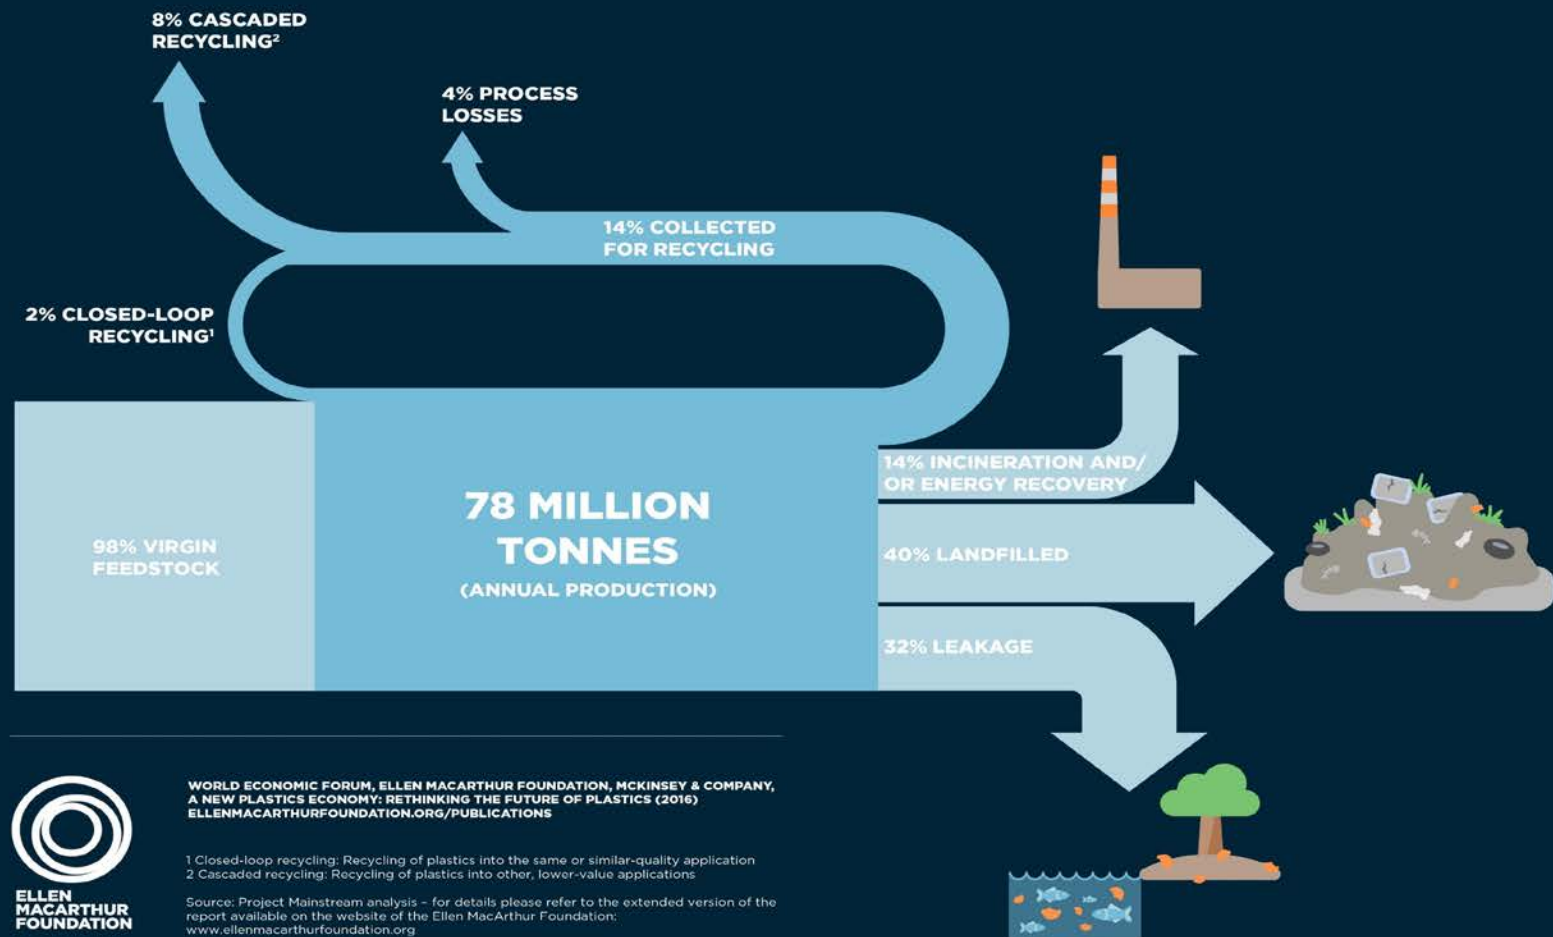 8% CASCADED
RECYCLING²
4% PROCESS
LOSSES
14% COLLECTED
FOR RECYCLING
2% CLOSED-LOOP
RECYCLING¹
98% VIRGIN
FEEDSTOCK
78 MILLION
TONNES
(ANNUAL PRODUCTION)
14% INCINERATION AND/
OR ENERGY RECOVERY
40% LANDFILLED
32% LEAKAGE
ELLEN
MACARTHUR
FOUNDATION
WORLD ECONOMIC FORUM, ELLEN MACARTHUR FOUNDATION, MCKINSEY & COMPANY,
A NEW PLASTICS ECONOMY: RETHINKING THE FUTURE OF PLASTICS (2016)
ELLENMACARTHURFOUNDATION.ORG/PUBLICATIONS
1 Closed-loop recycling: Recycling of plastics into the same or similar-quality application
2 Cascaded recycling: Recycling of plastics into other, lower-value applications
Source: Project Mainstream analysis – for details please refer to the extended version of the
report available on the website of the Ellen MacArthur Foundation:
www.ellenmacarthurfoundation.org